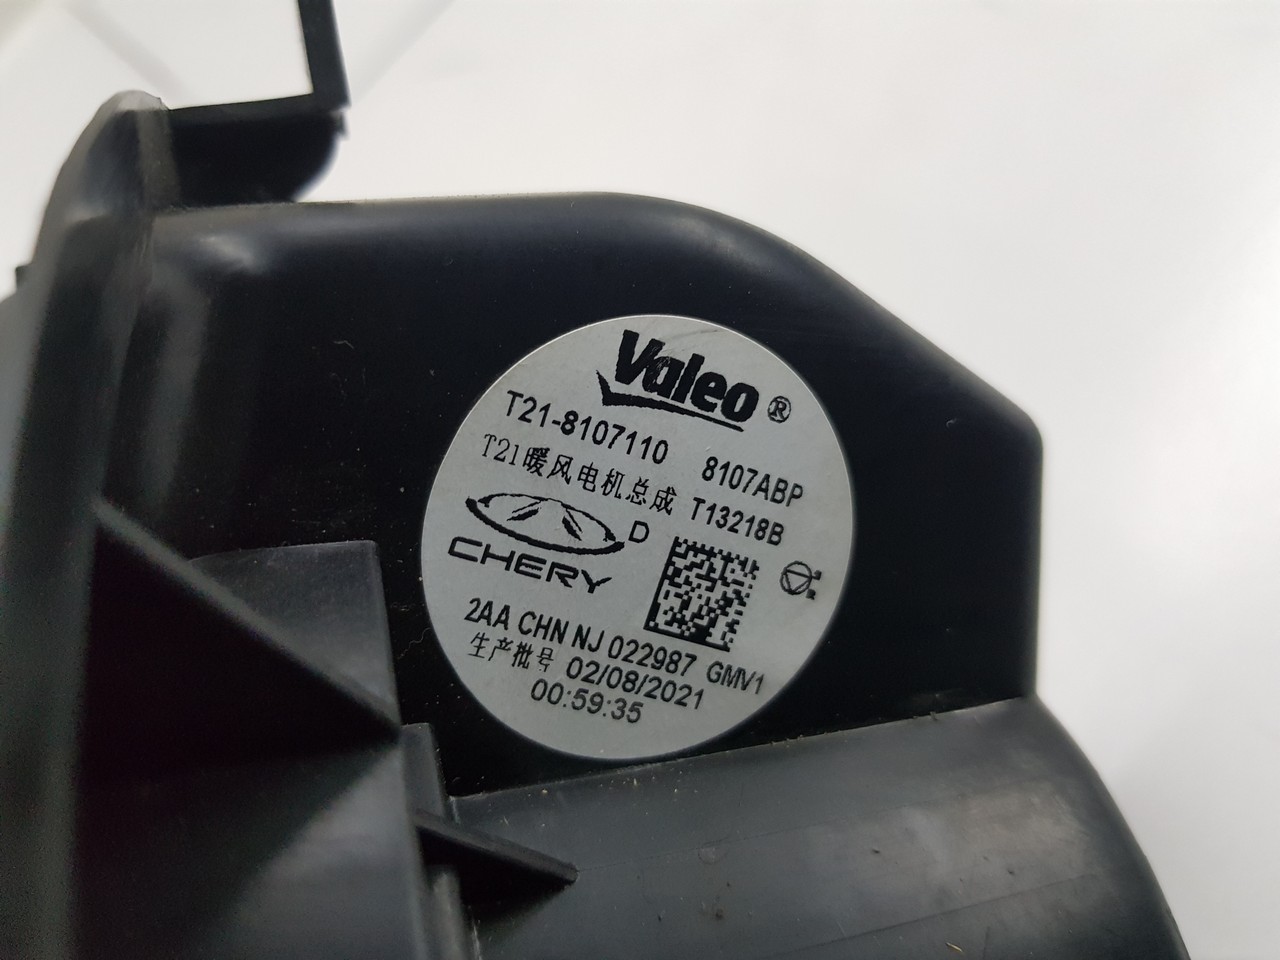 Valeo ®
T21-8107110 8107ABP
T21暖风电机总成 T13218B
D
CHERY
2AA CHN NJ 022987 GMV1
生产批号 02/08/2021
00:59:35